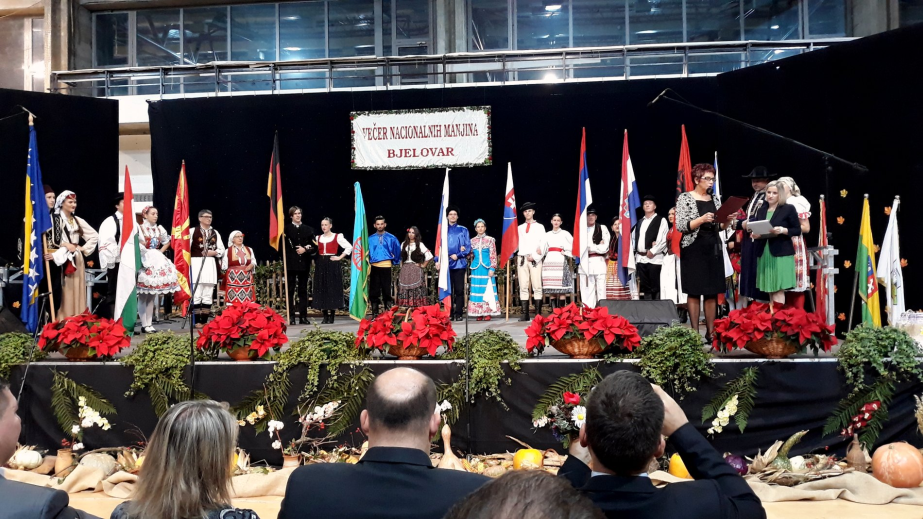 VEČER NACIONALNIH MANJINA
BJELOVAR